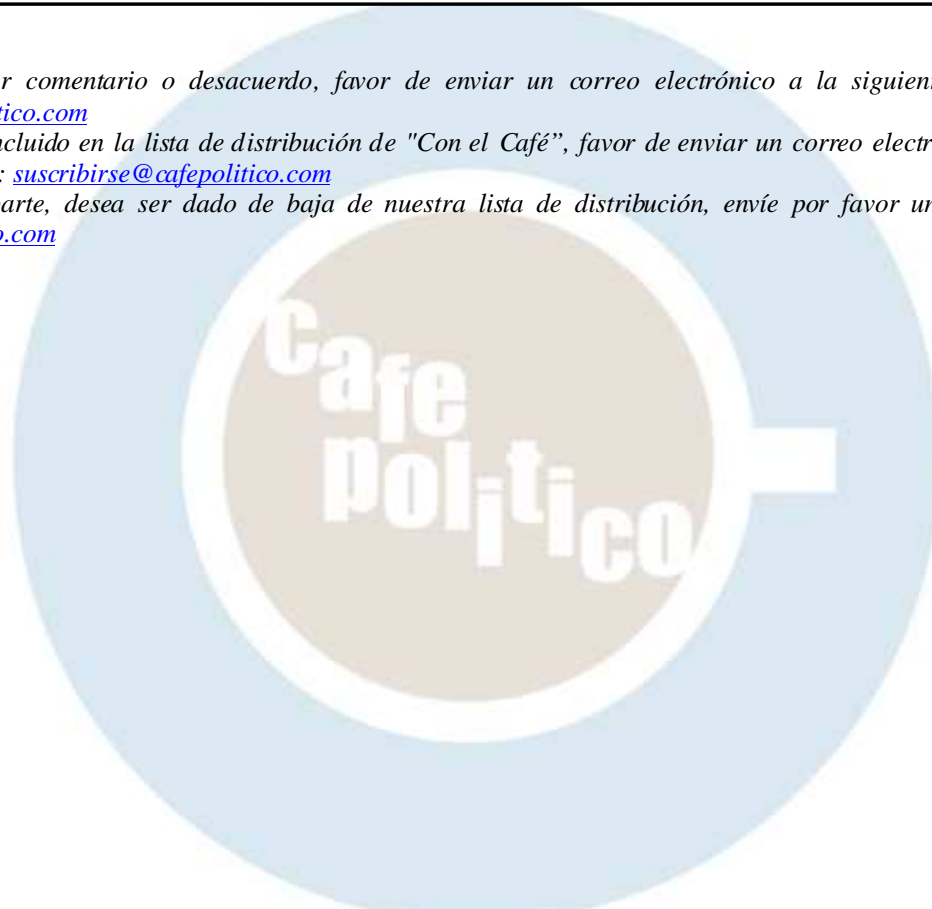 r comentario o desacuerdo, favor de enviar un correo electrónico a la siguien
tico.com
cluido en la lista de distribución de "Con el Café”, favor de enviar un correo electr
: suscribirse@cafepolitico.com
arte, desea ser dado de baja de nuestra lista de distribución, envíe por favor un
o.com
cafe
político